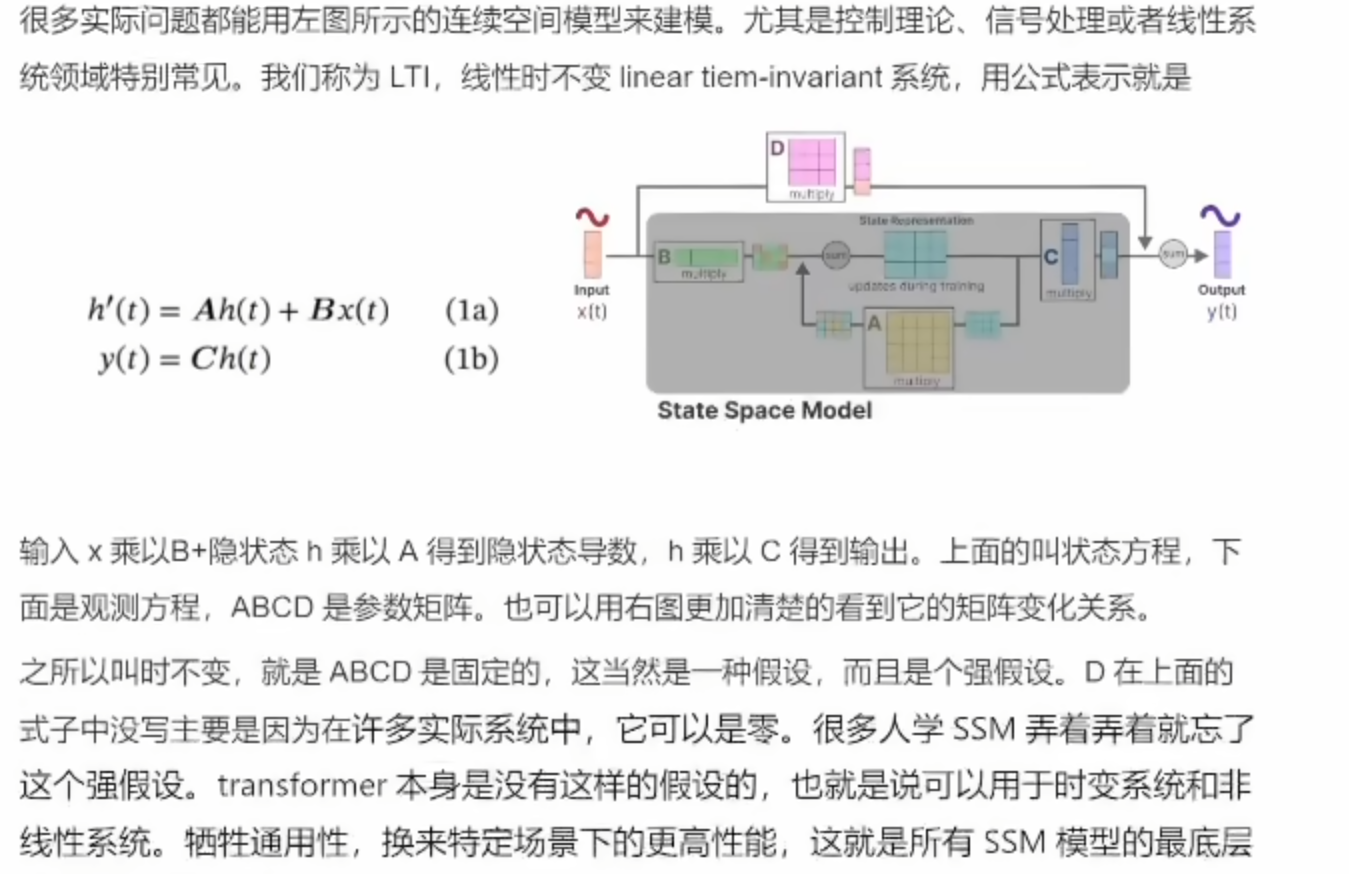 很多实际问题都能用左图所示的连续空间模型来建模。尤其是控制理论、信号处理或者线性系
统领域特别常见。我们称为 LTI，线性时不变 linear tiem-invariant 系统，用公式表示就是
D
multiply
State Representation
B
multiply
sum
updates during training
C
multiply
sum
Input
x(t)
Output
y(t)
A
multiply
State Space Model
h′(t) = Ah(t) + Bx(t) (1a)
y(t) = Ch(t) (1b)
输入 x 乘以B+隐状态 h 乘以 A 得到隐状态导数，h 乘以 C 得到输出。上面的叫状态方程，下
面是观测方程，ABCD 是参数矩阵。也可以用右图更加清楚的看到它的矩阵变化关系。
之所以叫时不变，就是 ABCD 是固定的，这当然是一种假设，而且是个强假设。D 在上面的
式子中没写主要是因为在许多实际系统中，它可以是零。很多人学 SSM 弄着弄着就忘了
这个强假设。transformer 本身是没有这样的假设的，也就是说可以用于时变系统和非
线性系统。牺牲通用性，换来特定场景下的更高性能，这就是所有 SSM 模型的最底层